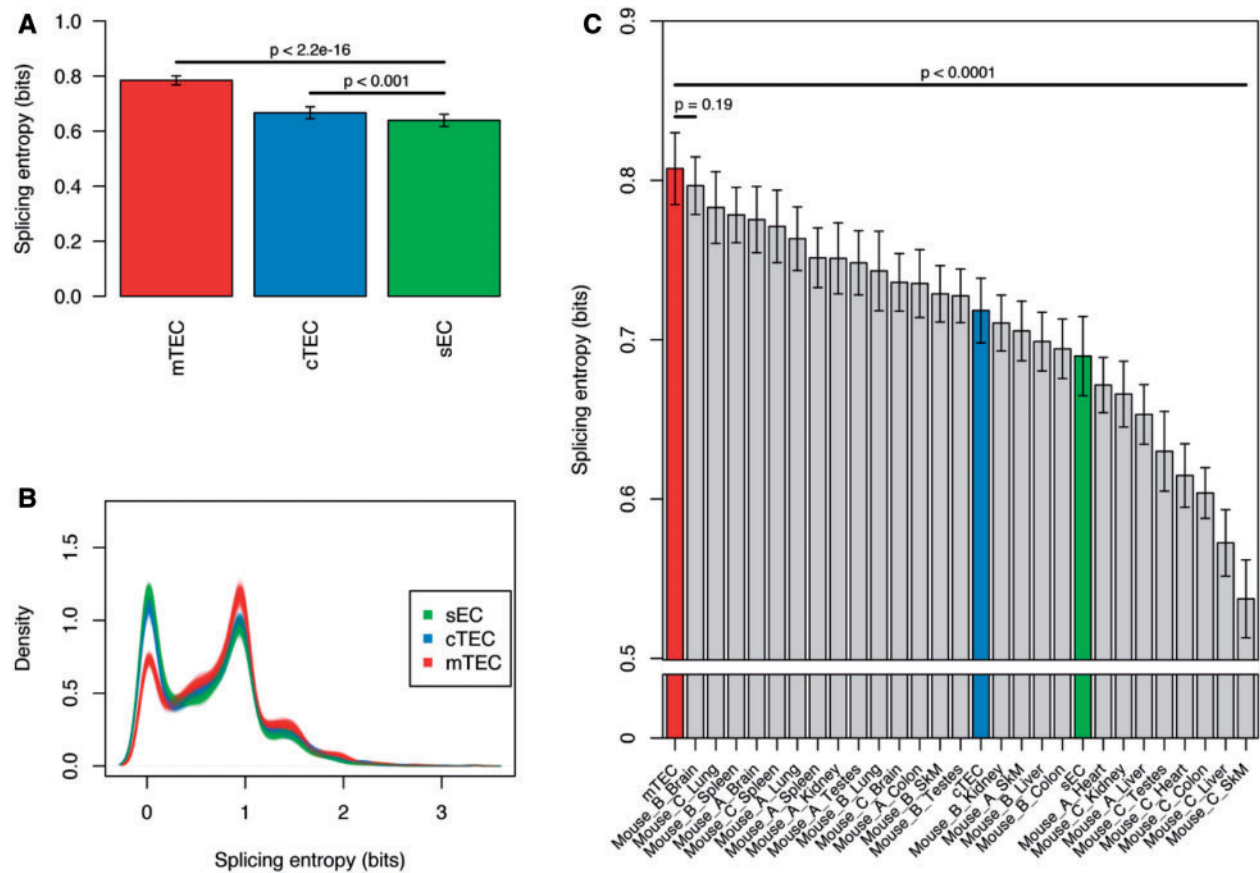 A
1.0
0.8
0.6
0.4
0.2
0.0
Splicing entropy (bits)
p < 2.2e-16
p < 0.001
mTEC
cTEC
sEC
B
1.5
1.0
0.5
0.0
Density
0
1
2
3
Splicing entropy (bits)
sEC
cTEC
mTEC
C
0.9
0.8
0.7
0.6
0.5
0
Splicing entropy (bits)
p < 0.0001
p = 0.19
mTEC
Mouse_B_Brain
Mouse_C_Lung
Mouse_B_Spleen
Mouse_A_Brain
Mouse_C_Spleen
Mouse_A_Lung
Mouse_A_Spleen
Mouse_A_Kidney
Mouse_A_Testes
Mouse_B_Lung
Mouse_C_Brain
Mouse_A_Colon
Mouse_B_SkM
Mouse_B_Testes
cTEC
Mouse_B_Kidney
Mouse_A_SkM
Mouse_B_Liver
Mouse_B_Colon
sEC
Mouse_A_Heart
Mouse_C_Kidney
Mouse_A_Liver
Mouse_C_Testes
Mouse_C_Heart
Mouse_C_Colon
Mouse_C_Liver
Mouse_C_SkM